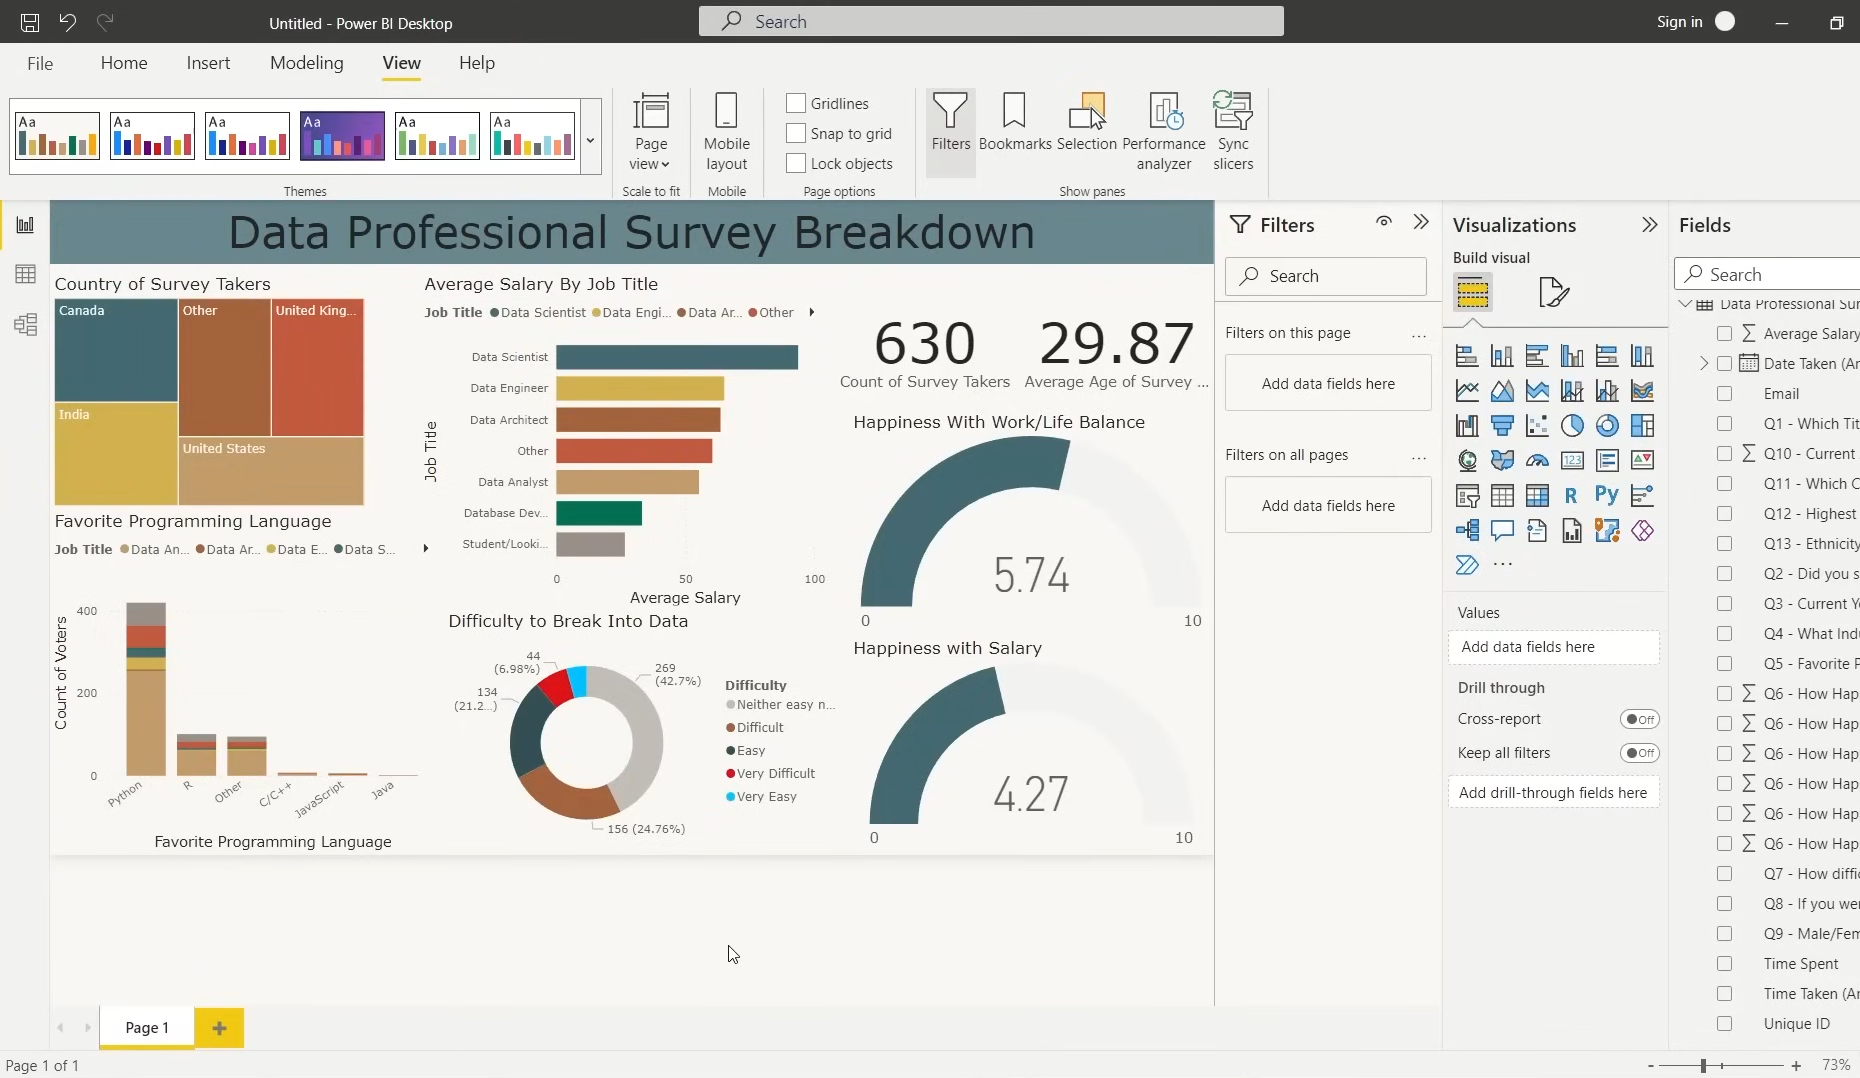 Untitled - Power BI Desktop
Search
Sign in
File
Home
Insert
Modeling
View
Help
Aa
Aa
Aa
Aa
Aa
Aa
Themes
Page
view
Scale to fit
Mobile
layout
Mobile
Gridlines
Snap to grid
Lock objects
Page options
Filters
Bookmarks
Selection
Performance
analyzer
Sync
slicers
Show panes
Data Professional Survey Breakdown
Country of Survey Takers
Canada
Other
United King...
India
United States
Favorite Programming Language
Job Title
Data An...
Data Ar...
Data E...
Data S...
400
200
0
Count of Voters
Python
R
Other
C/C++
JavaScript
Java
Favorite Programming Language
Average Salary By Job Title
Job Title
Data Scientist
Data Engi...
Data Ar...
Other
Job Title
Data Scientist
Data Engineer
Data Architect
Other
Data Analyst
Database Dev...
Student/Looki...
0
50
100
Average Salary
Difficulty to Break Into Data
44
(6.98%)
134
(21.2...)
269
(42.7%)
156 (24.76%)
Difficulty
Neither easy n...
Difficult
Easy
Very Difficult
Very Easy
630
Count of Survey Takers
29.87
Average Age of Survey ...
Happiness With Work/Life Balance
5.74
0
10
Happiness with Salary
4.27
0
10
Filters
Search
Filters on this page
...
Add data fields here
Filters on all pages
...
Add data fields here
Visualizations
Build visual
123
R
Py
...
Values
Add data fields here
Drill through
Cross-report
Off
Keep all filters
Off
Add drill-through fields here
Fields
Search
Data Professional Sur
Average Salary
Date Taken (Am
Email
Q1 - Which Tit
Q10 - Current
Q11 - Which C
Q12 - Highest
Q13 - Ethnicity
Q2 - Did you s
Q3 - Current Y
Q4 - What Indu
Q5 - Favorite P
Q6 - How Hap
Q6 - How Hap
Q6 - How Hap
Q6 - How Hap
Q6 - How Hap
Q6 - How Hap
Q7 - How diffic
Q8 - If you wer
Q9 - Male/Fem
Time Spent
Time Taken (Am
Unique ID
Page 1
Page 1 of 1
73%